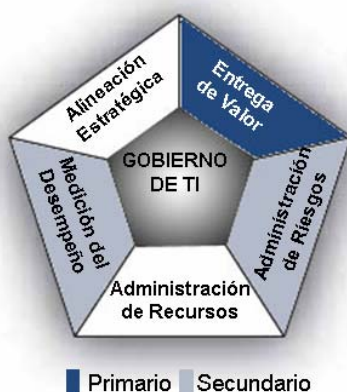 Alineación
Estratégica
Entrega
de Valor
GOBIERNO
DE TI
Medición del
Desempeño
Administración
de Riesgos
Administración
de Recursos
Primario Secundario